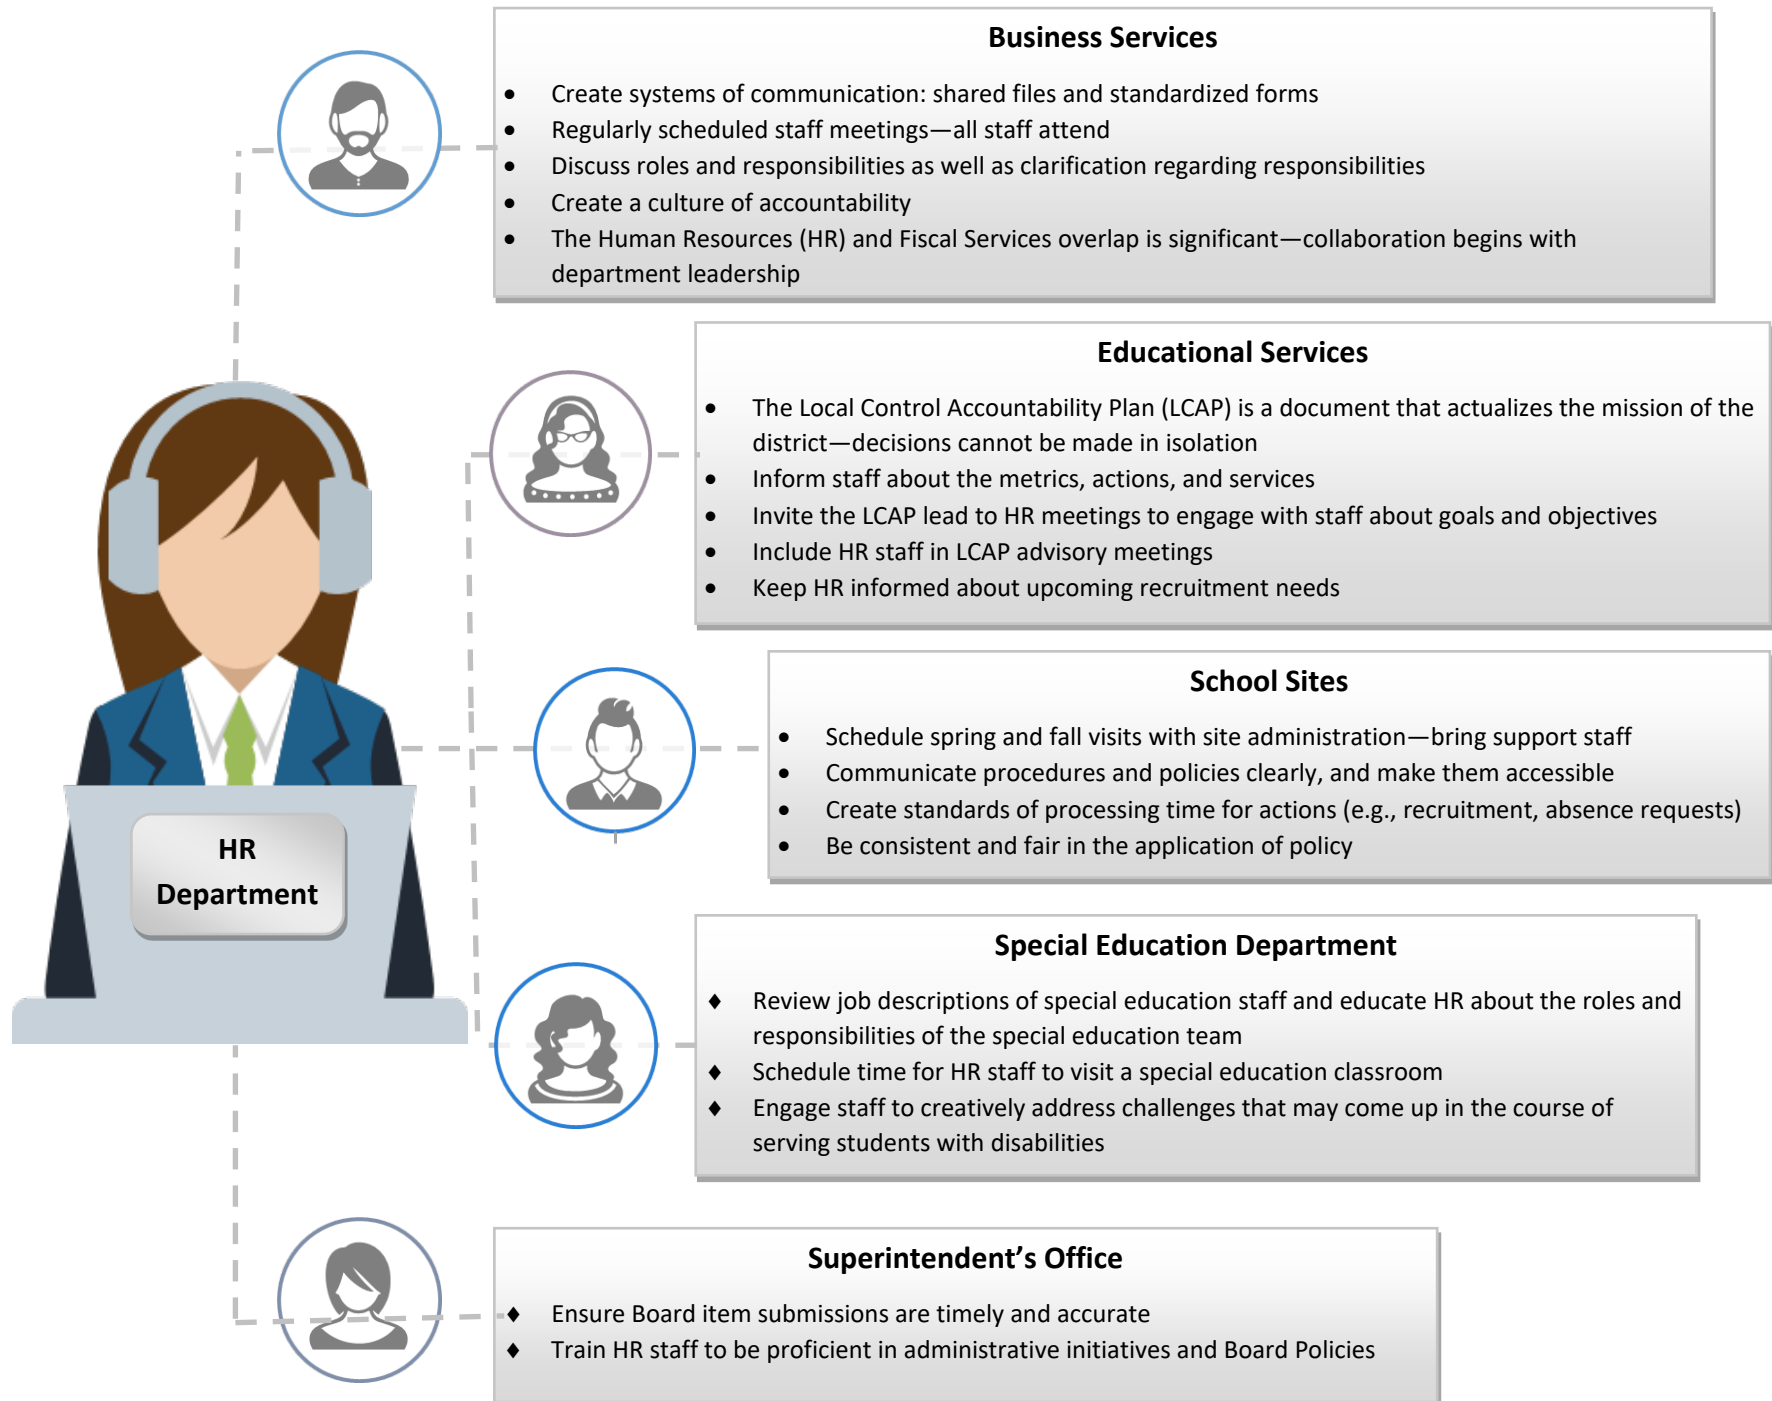 Business Services
• Create systems of communication: shared files and standardized forms
• Regularly scheduled staff meetings—all staff attend
• Discuss roles and responsibilities as well as clarification regarding responsibilities
• Create a culture of accountability
• The Human Resources (HR) and Fiscal Services overlap is significant—collaboration begins with
department leadership
Educational Services
• The Local Control Accountability Plan (LCAP) is a document that actualizes the mission of the
district—decisions cannot be made in isolation
• Inform staff about the metrics, actions, and services
• Invite the LCAP lead to HR meetings to engage with staff about goals and objectives
• Include HR staff in LCAP advisory meetings
• Keep HR informed about upcoming recruitment needs
School Sites
• Schedule spring and fall visits with site administration—bring support staff
• Communicate procedures and policies clearly, and make them accessible
• Create standards of processing time for actions (e.g., recruitment, absence requests)
• Be consistent and fair in the application of policy
HR
Department
Special Education Department
♦ Review job descriptions of special education staff and educate HR about the roles and
responsibilities of the special education team
♦ Schedule time for HR staff to visit a special education classroom
♦ Engage staff to creatively address challenges that may come up in the course of
serving students with disabilities
Superintendent’s Office
♦ Ensure Board item submissions are timely and accurate
♦ Train HR staff to be proficient in administrative initiatives and Board Policies